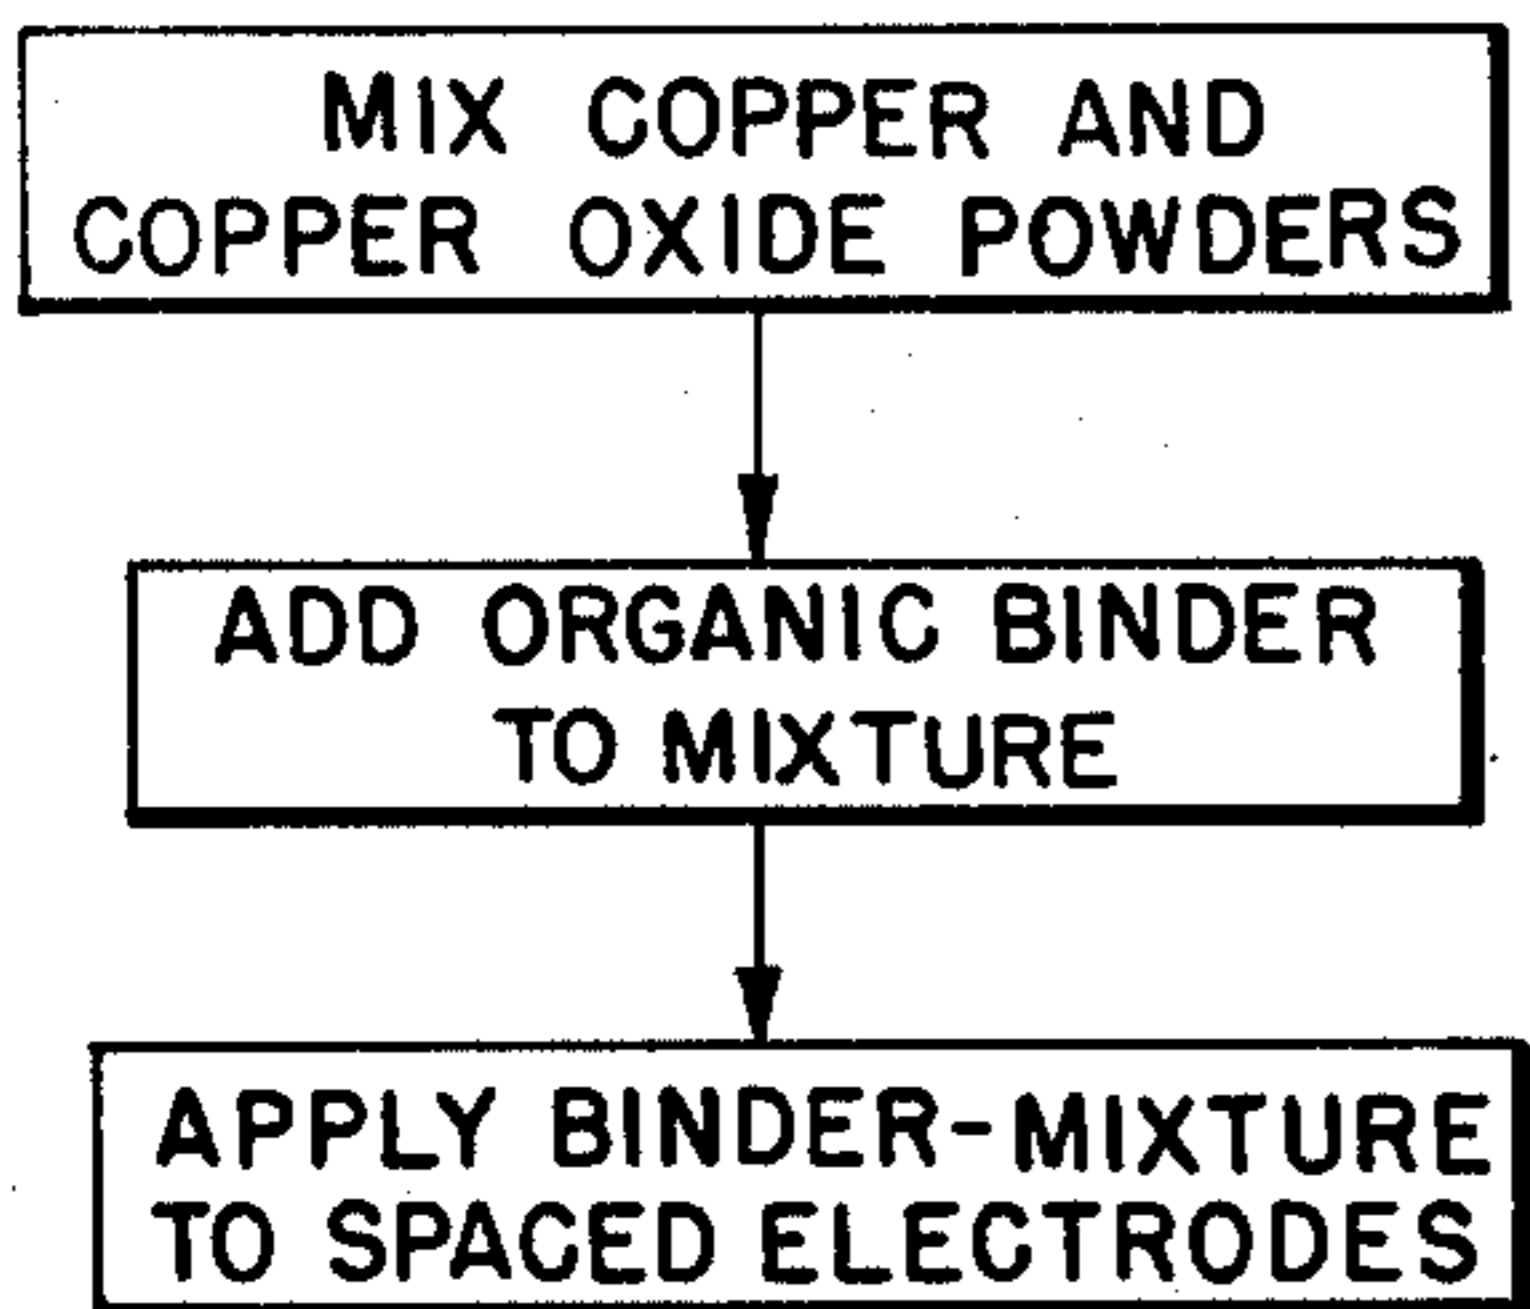 MIX COPPER AND
COPPER OXIDE POWDERS
ADD ORGANIC BINDER
TO MIXTURE
APPLY BINDER-MIXTURE
TO SPACED ELECTRODES